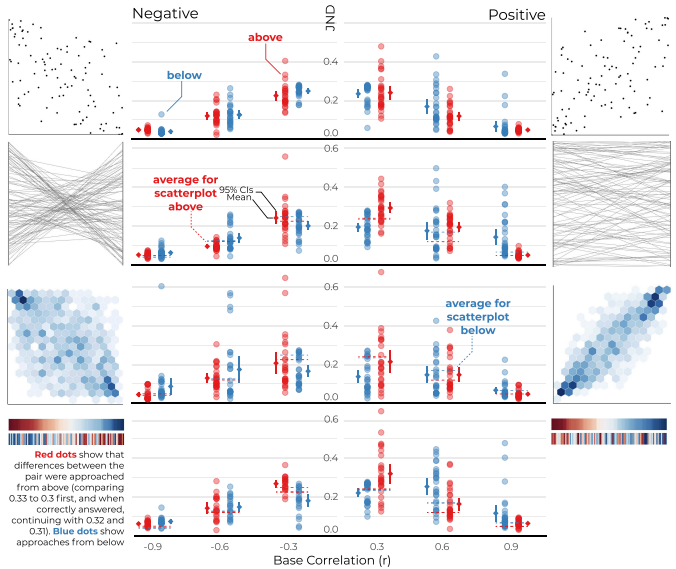 Negative
JND
Positive
above
below
0.4
0.2
0.0
0.6
average for
scatterplot
above
95% CIs
Mean
0.4
0.2
0.0
0.6
average for
scatterplot
below
0.4
0.2
0.0
0.6
0.4
0.2
0.0
Red dots show that
differences between the
pair were approached
from above (comparing
0.33 to 0.3 first, and when
correctly answered,
continuing with 0.32 and
0.31). Blue dots show
approaches from below
-0.9 -0.6 -0.3 0.3 0.6 0.9
Base Correlation (r)